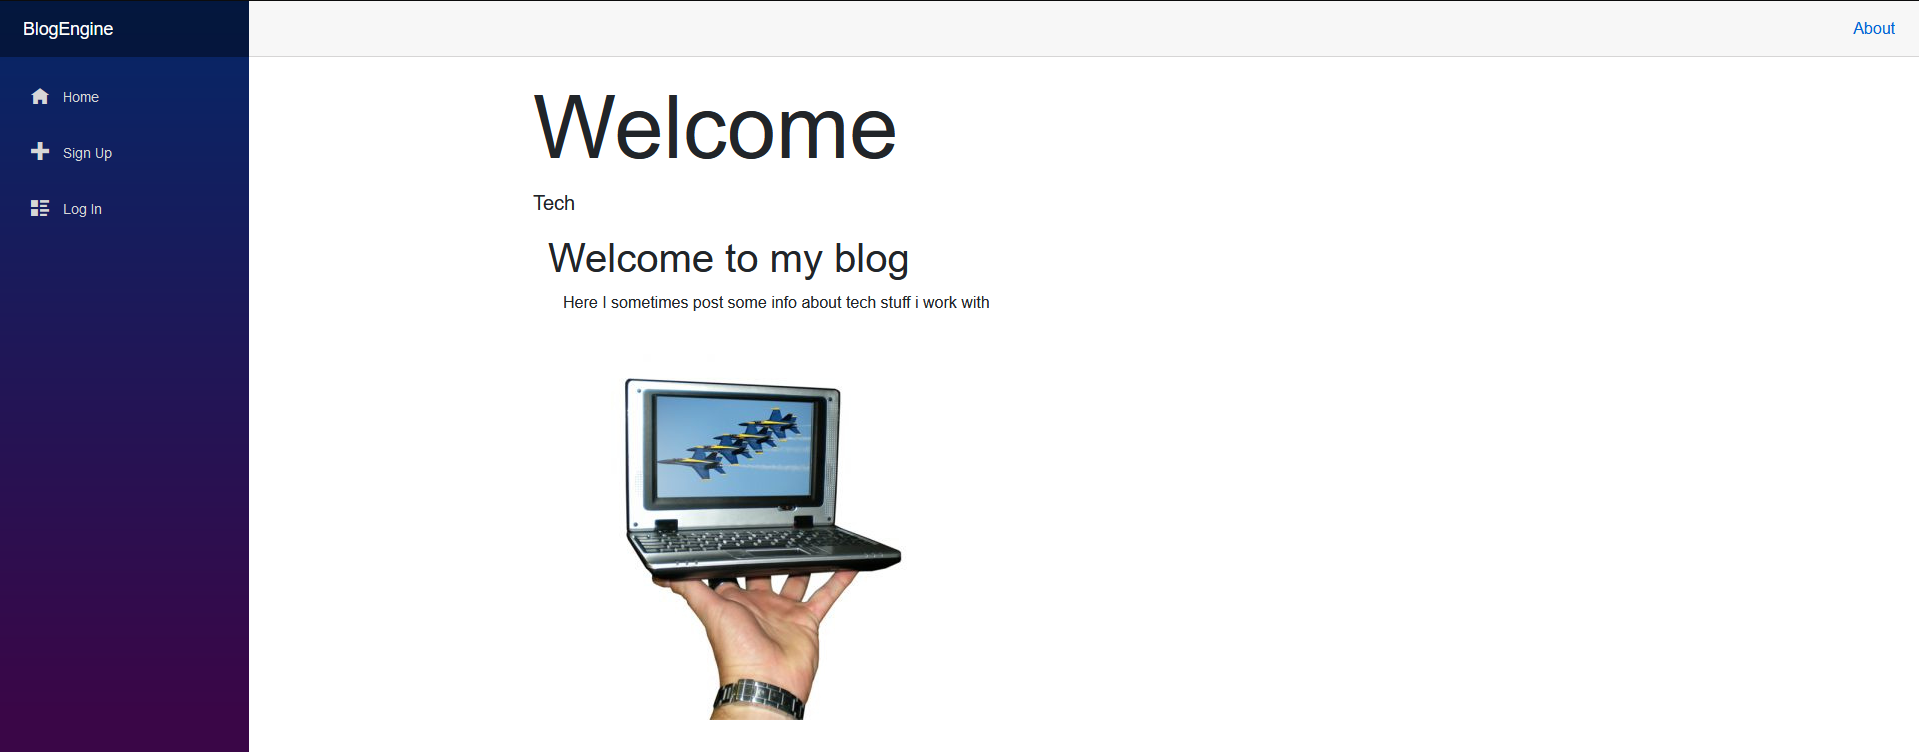 BlogEngine
About
Home
Sign Up
Log In
Welcome
Tech
Welcome to my blog
Here I sometimes post some info about tech stuff i work with